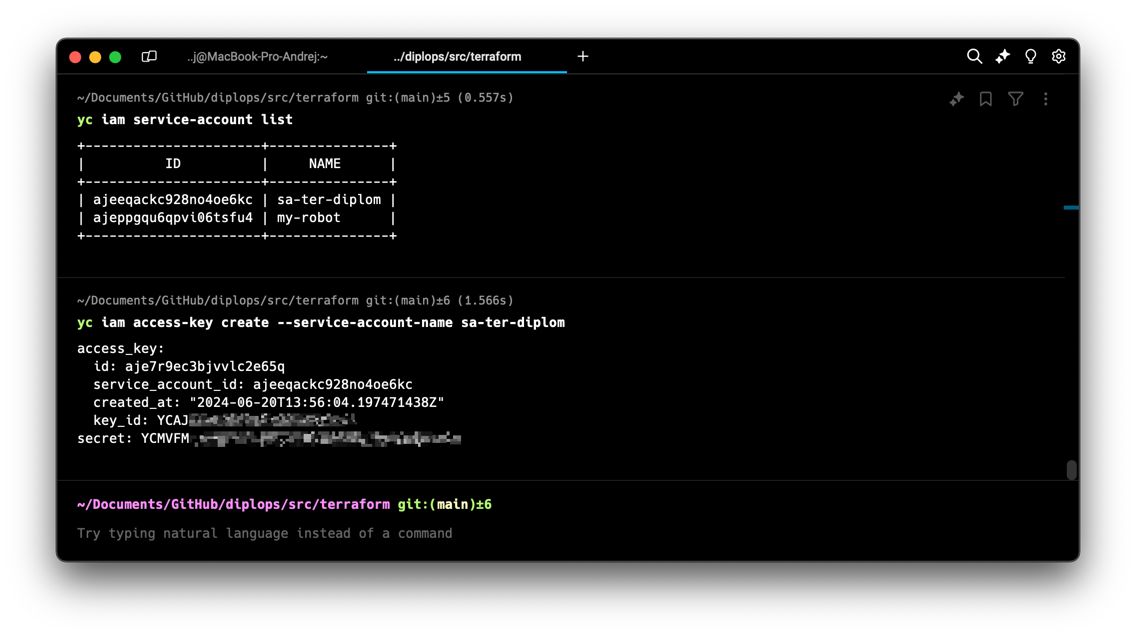 ..j@MacBook-Pro-Andrej:~ ../diplops/src/terraform +
~/Documents/GitHub/diplops/src/terraform git:(main)±5 (0.557s)
yc iam service-account list
+----------------------+---------------+
|          ID          |     NAME      |
+----------------------+---------------+
| ajeeqackc928no4oe6kc | sa-ter-diplom |
| ajeppgqu6qpvi06tsfu4 | my-robot      |
+----------------------+---------------+
~/Documents/GitHub/diplops/src/terraform git:(main)±6 (1.566s)
yc iam access-key create --service-account-name sa-ter-diplom
access_key:
  id: aje7r9ec3bjvvlc2e65q
  service_account_id: ajeeqackc928no4oe6kc
  created_at: "2024-06-20T13:56:04.197471438Z"
  key_id: YCAJ
secret: YCMVFM
~/Documents/GitHub/diplops/src/terraform git:(main)±6
Try typing natural language instead of a command